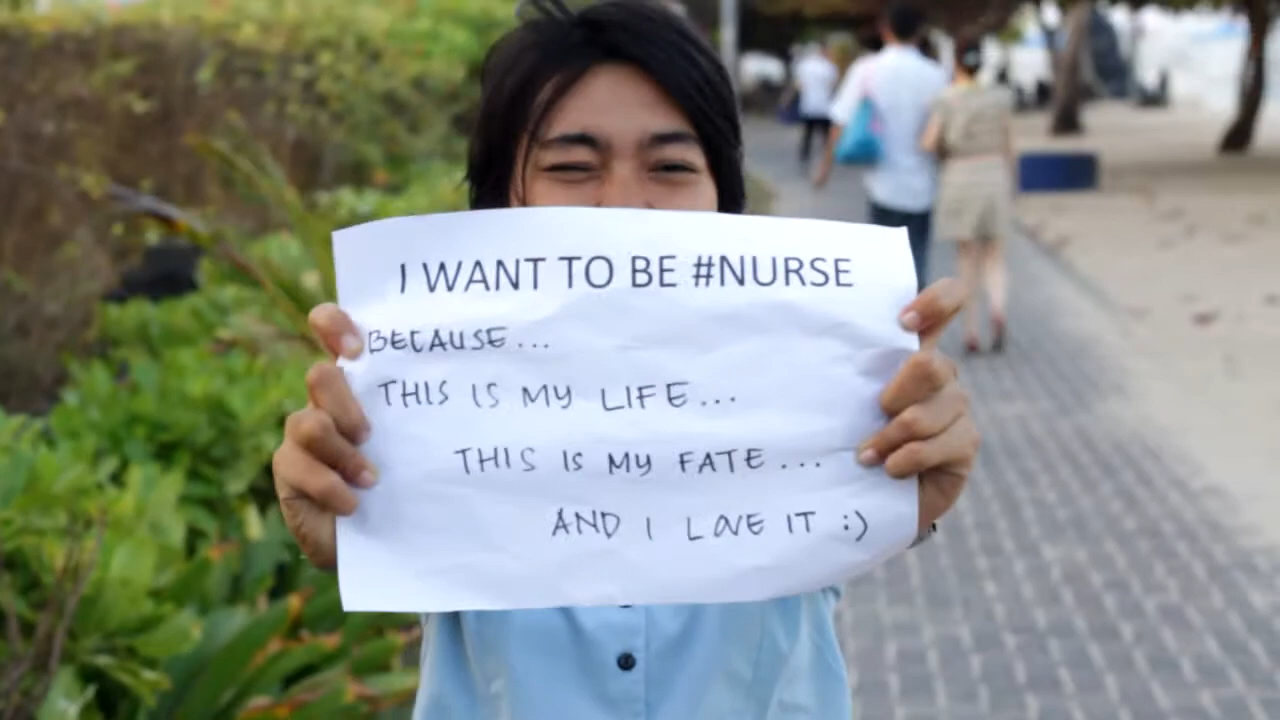 I WANT TO BE #NURSE
BECAUSE...
THIS IS MY LIFE...
THIS IS MY FATE...
AND I LOVE IT :)